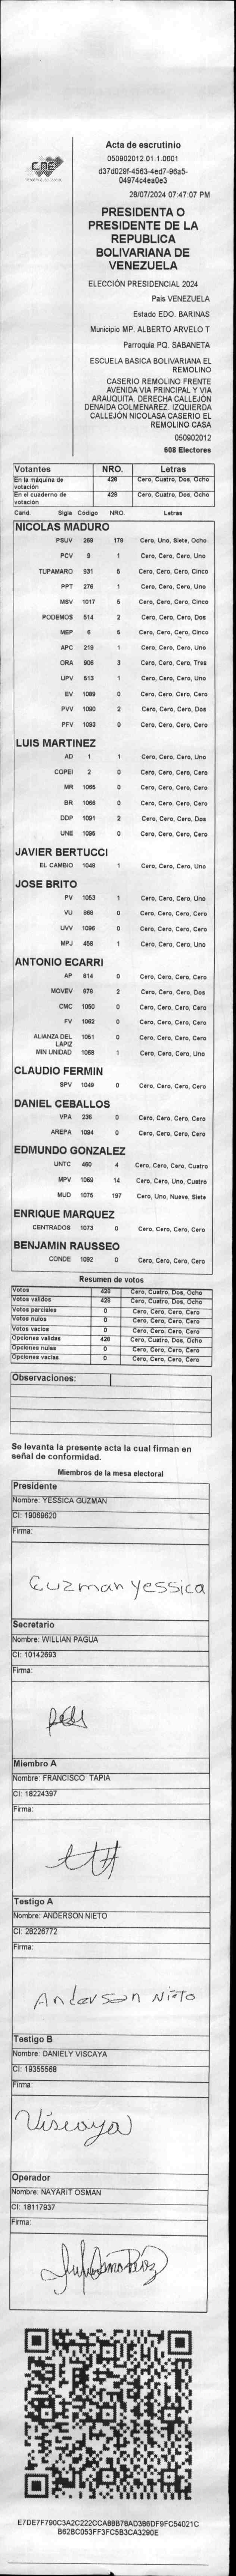 CNE
Acta de escrutinio
050902012.01.1.0001
d37d029f-4563-4ed7-96a5-
04974c4ea0e3
28/07/2024 07:47:07 PM
PRESIDENTA O
PRESIDENTE DE LA
REPUBLICA
BOLIVARIANA DE
VENEZUELA
ELECCIÓN PRESIDENCIAL 2024
Pais VENEZUELA
Estado EDO. BARINAS
Municipio MP. ALBERTO ARVELO T
Parroquia PQ. SABANETA
ESCUELA BASICA BOLIVARIANA EL
REMOLINO
CASERIO REMOLINO FRENTE
AVENIDA VIA PRINCIPAL Y VIA
ARAUQUITA. DERECHA CALLEJÓN
DENAIDA COLMENAREZ. IZQUIERDA
CALLEJÓN NICOLASA CASERIO EL
REMOLINO CASA
050902012
608 Electores
Votantes NRO. Letras
En la máquina de votación 428 Cero, Cuatro, Dos, Ocho
En el cuaderno de votación 428 Cero, Cuatro, Dos, Ocho
Cand. Sigla Código NRO. Letras
NICOLAS MADURO
PSUV 269 178 Cero, Uno, Siete, Ocho
PCV 9 1 Cero, Cero, Cero, Uno
TUPAMARO 931 5 Cero, Cero, Cero, Cinco
PPT 276 1 Cero, Cero, Cero, Uno
MSV 1017 5 Cero, Cero, Cero, Cinco
PODEMOS 514 2 Cero, Cero, Cero, Dos
MEP 6 5 Cero, Cero, Cero, Cinco
APC 219 1 Cero, Cero, Cero, Uno
ORA 906 3 Cero, Cero, Cero, Tres
UPV 513 1 Cero, Cero, Cero, Uno
EV 1089 0 Cero, Cero, Cero, Cero
PVV 1090 2 Cero, Cero, Cero, Dos
PFV 1093 0 Cero, Cero, Cero, Cero
LUIS MARTINEZ
AD 1 1 Cero, Cero, Cero, Uno
COPEI 2 0 Cero, Cero, Cero, Cero
MR 1065 0 Cero, Cero, Cero, Cero
BR 1066 0 Cero, Cero, Cero, Cero
DDP 1091 2 Cero, Cero, Cero, Dos
UNE 1095 0 Cero, Cero, Cero, Cero
JAVIER BERTUCCI
EL CAMBIO 1048 1 Cero, Cero, Cero, Uno
JOSE BRITO
PV 1053 1 Cero, Cero, Cero, Uno
VU 868 0 Cero, Cero, Cero, Cero
UVV 1096 0 Cero, Cero, Cero, Cero
MPJ 458 1 Cero, Cero, Cero, Uno
ANTONIO ECARRI
AP 814 0 Cero, Cero, Cero, Cero
MOVEV 876 2 Cero, Cero, Cero, Dos
CMC 1050 0 Cero, Cero, Cero, Cero
FV 1062 0 Cero, Cero, Cero, Cero
ALIANZA DEL LAPIZ 1051 0 Cero, Cero, Cero, Cero
MIN UNIDAD 1088 1 Cero, Cero, Cero, Uno
CLAUDIO FERMIN
SPV 1049 0 Cero, Cero, Cero, Cero
DANIEL CEBALLOS
VPA 236 0 Cero, Cero, Cero, Cero
AREPA 1094 0 Cero, Cero, Cero, Cero
EDMUNDO GONZALEZ
UNTC 460 4 Cero, Cero, Cero, Cuatro
MPV 1069 14 Cero, Cero, Uno, Cuatro
MUD 1075 197 Cero, Uno, Nueve, Siete
ENRIQUE MARQUEZ
CENTRADOS 1073 0 Cero, Cero, Cero, Cero
BENJAMIN RAUSSEO
CONDE 1092 0 Cero, Cero, Cero, Cero
Resumen de votos
Votos 428 Cero, Cuatro, Dos, Ocho
Votos validos 428 Cero, Cuatro, Dos, Ocho
Votos parciales 0 Cero, Cero, Cero, Cero
Votos nulos 0 Cero, Cero, Cero, Cero
Votos vacios 0 Cero, Cero, Cero, Cero
Opciones validas 428 Cero, Cuatro, Dos, Ocho
Opciones nulas 0 Cero, Cero, Cero, Cero
Opciones vacias 0 Cero, Cero, Cero, Cero
Observaciones:
Se levanta la presente acta la cual firman en
señal de conformidad.
Miembros de la mesa electoral
Presidente
Nombre: YESSICA GUZMAN
CI: 19069620
Firma:
Guzman Yessica
Secretario
Nombre: WILLIAN PAGUA
CI: 10142693
Firma:
Miembro A
Nombre: FRANCISCO TAPIA
CI: 18224397
Firma:
Testigo A
Nombre: ANDERSON NIETO
CI: 28226772
Firma:
Anderson Nieto
Testigo B
Nombre: DANIELY VISCAYA
CI: 19355568
Firma:
Viscaya
Operador
Nombre: NAYARIT OSMAN
CI: 18117937
Firma:
E7DE7F790C3A2C222CCA88B78AD386DF9FC54021C
B62BC053FF3FC5B3CA3290E